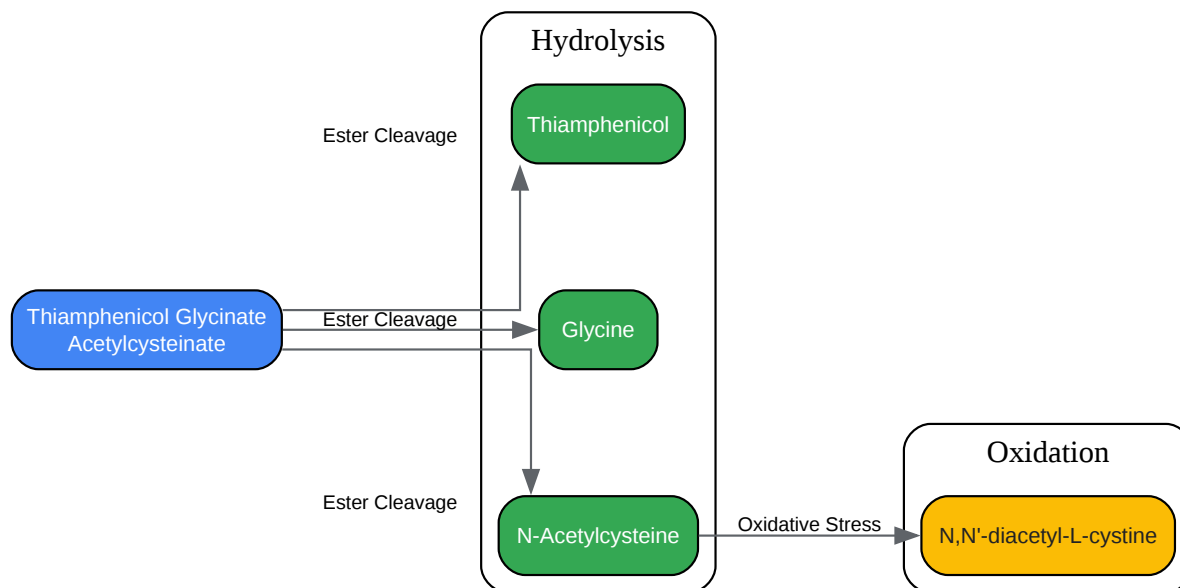 Hydrolysis
Thiamphenicol
Ester Cleavage
Thiamphenicol Glycinate
Acetylcysteinate
Ester Cleavage
Glycine
Oxidation
Ester Cleavage
N-Acetylcysteine
Oxidative Stress
N,N'-diacetyl-L-cystine